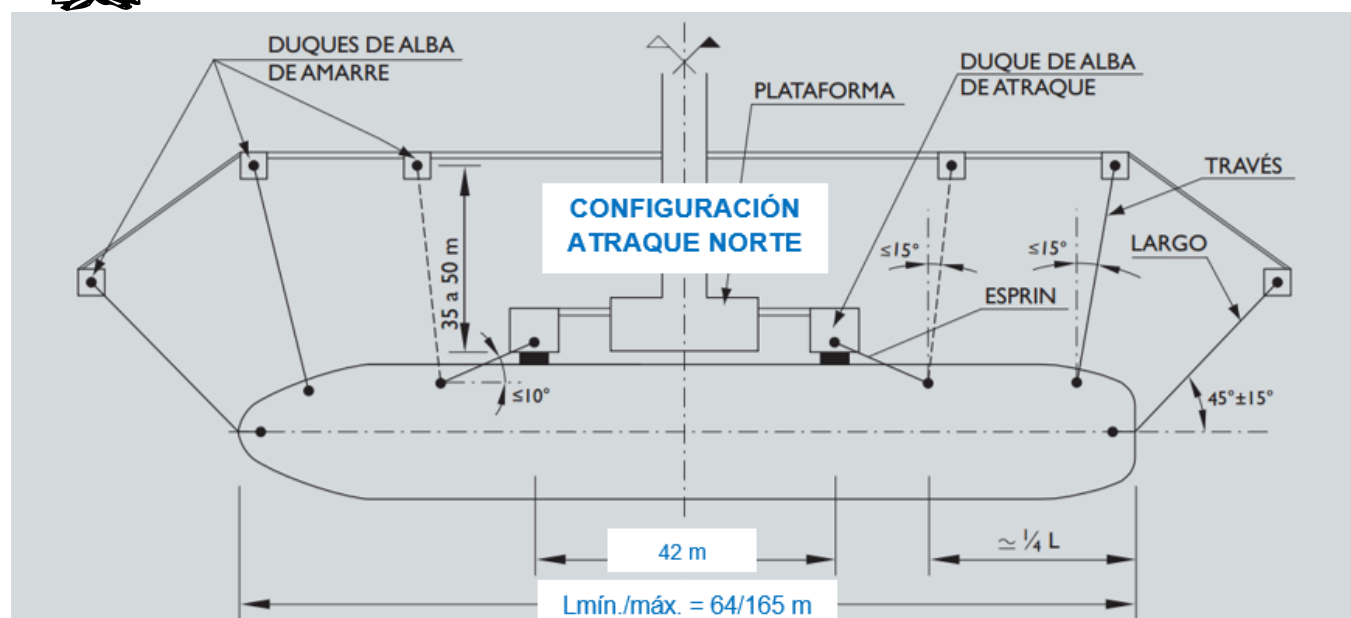 DUQUES DE ALBA
DE AMARRE
DUQUE DE ALBA
DE ATRAQUE
PLATAFORMA
TRAVÉS
CONFIGURACIÓN
ATRAQUE NORTE
LARGO
≤15°
≤15°
35 a 50 m
ESPRIN
≤10°
45°±15°
42 m
≃ ¼ L
Lmín./máx. = 64/165 m